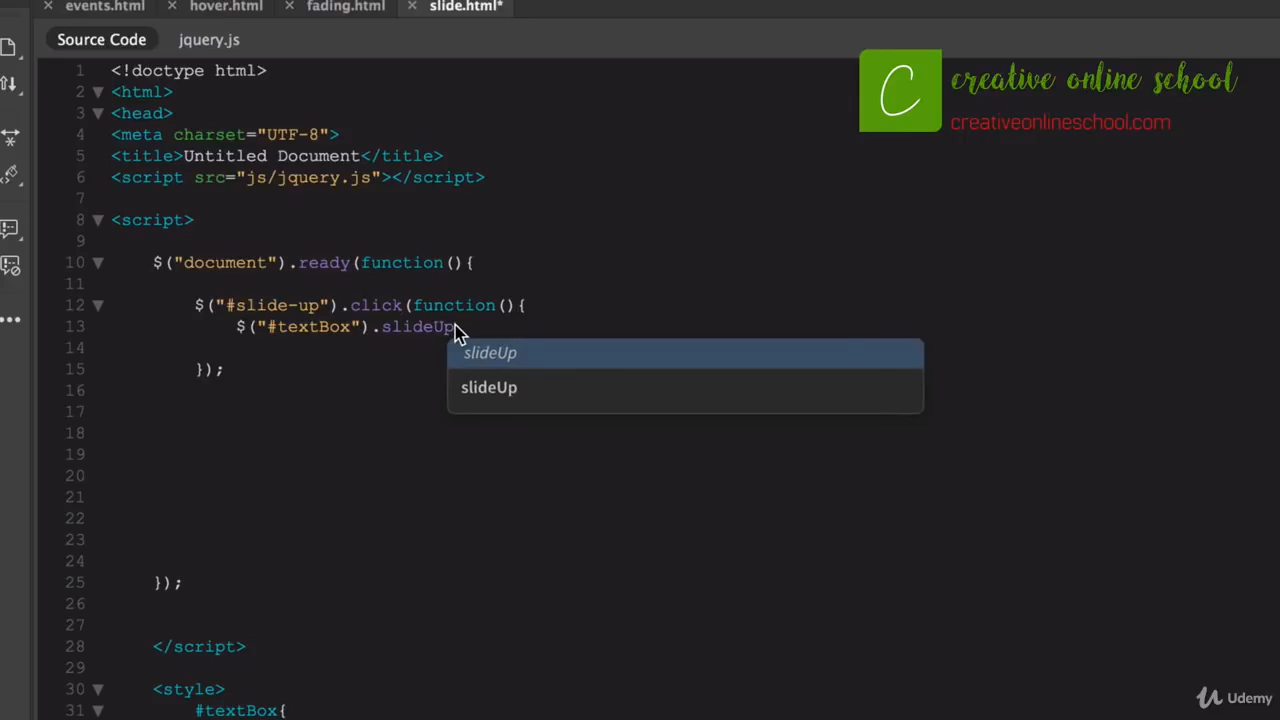 events.html hover.html fading.html slide.html*
Source Code jquery.js
creative online school
creativeonlineschool.com
1 <!doctype html>
2 <html>
3 <head>
4 <meta charset="UTF-8">
5 <title>Untitled Document</title>
6 <script src="js/jquery.js"></script>
7
8 <script>
9
10 $("document").ready(function(){
11
12 $("#slide-up").click(function(){
13 $("#textBox").slideUp
slideUp
14
slideUp
15 });
16
17
18
19
20
21
22
23
24
25 });
26
27
28 </script>
29
30 <style>
31 #textBox{
Udemy